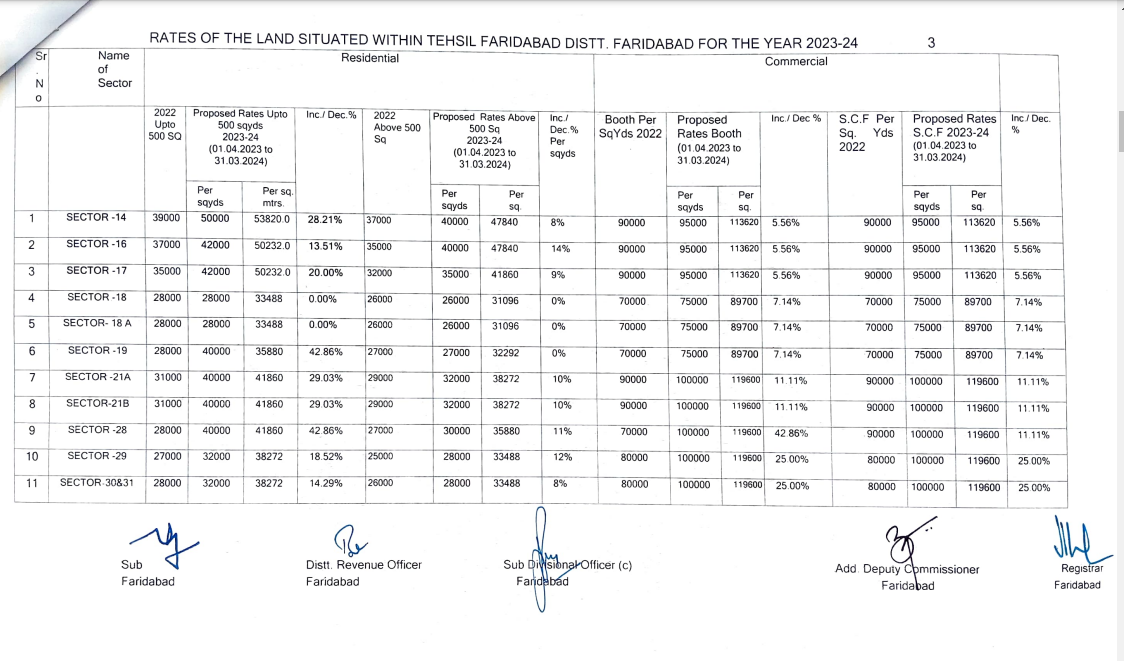 RATES OF THE LAND SITUATED WITHIN TEHSIL FARIDABAD DISTT. FARIDABAD FOR THE YEAR 2023-24 3
Sr . N o Name of Sector Residential Commercial
2022 Upto 500 SQ Proposed Rates Upto 500 sqyds 2023-24 (01.04.2023 to 31.03.2024) Inc./ Dec.% 2022 Above 500 Sq Proposed Rates Above 500 Sq 2023-24 (01.04.2023 to 31.03.2024) Inc./ Dec.% Per sqyds Booth Per SqYds 2022 Proposed Rates Booth (01.04.2023 to 31.03.2024) Inc./ Dec % S.C.F Per Sq. Yds 2022 Proposed Rates S.C.F 2023-24 (01.04.2023 to 31.03.2024) Inc./ Dec. %
Per sqyds Per sq. mtrs. Per sqyds Per sq. Per sqyds Per sq. Per sqyds Per sq.
1 SECTOR -14 39000 50000 53820.0 28.21% 37000 40000 47840 8% 90000 95000 113620 5.56% 90000 95000 113620 5.56%
2 SECTOR -16 37000 42000 50232.0 13.51% 35000 40000 47840 14% 90000 95000 113620 5.56% 90000 95000 113620 5.56%
3 SECTOR -17 35000 42000 50232.0 20.00% 32000 35000 41860 9% 90000 95000 113620 5.56% 90000 95000 113620 5.56%
4 SECTOR -18 28000 28000 33488 0.00% 26000 26000 31096 0% 70000 75000 89700 7.14% 70000 75000 89700 7.14%
5 SECTOR- 18 A 28000 28000 33488 0.00% 26000 26000 31096 0% 70000 75000 89700 7.14% 70000 75000 89700 7.14%
6 SECTOR -19 28000 40000 35880 42.86% 27000 27000 32292 0% 70000 75000 89700 7.14% 70000 75000 89700 7.14%
7 SECTOR -21A 31000 40000 41860 29.03% 29000 32000 38272 10% 90000 100000 119600 11.11% 90000 100000 119600 11.11%
8 SECTOR-21B 31000 40000 41860 29.03% 29000 32000 38272 10% 90000 100000 119600 11.11% 90000 100000 119600 11.11%
9 SECTOR -28 28000 40000 41860 42.86% 27000 30000 35880 11% 70000 100000 119600 42.86% 90000 100000 119600 11.11%
10 SECTOR -29 27000 32000 38272 18.52% 25000 28000 33488 12% 80000 100000 119600 25.00% 80000 100000 119600 25.00%
11 SECTOR-30&31 28000 32000 38272 14.29% 26000 28000 33488 8% 80000 100000 119600 25.00% 80000 100000 119600 25.00%
Sub Distt. Revenue Officer Sub Divisional Officer (c) Add. Deputy Commissioner Registrar
Faridabad Faridabad Faridabad Faridabad Faridabad